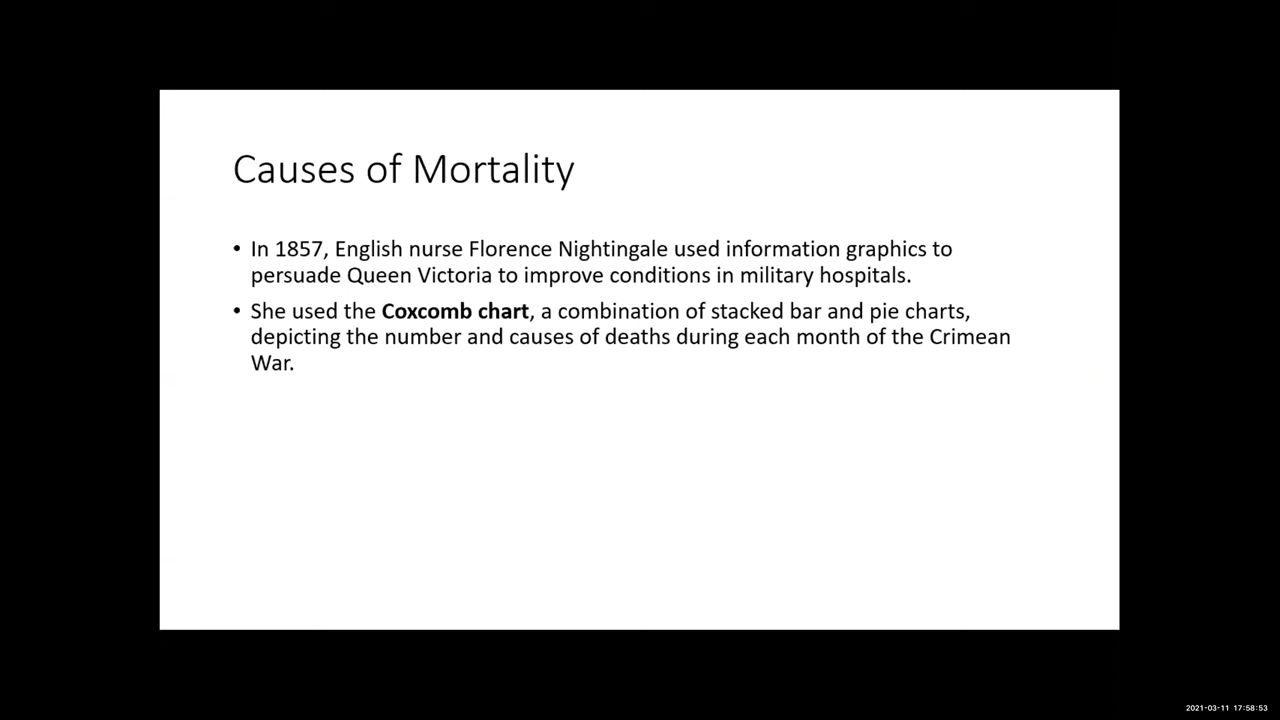 Causes of Mortality
• In 1857, English nurse Florence Nightingale used information graphics to
persuade Queen Victoria to improve conditions in military hospitals.
• She used the Coxcomb chart, a combination of stacked bar and pie charts,
depicting the number and causes of deaths during each month of the Crimean
War.
2021-03-11 17:58:53